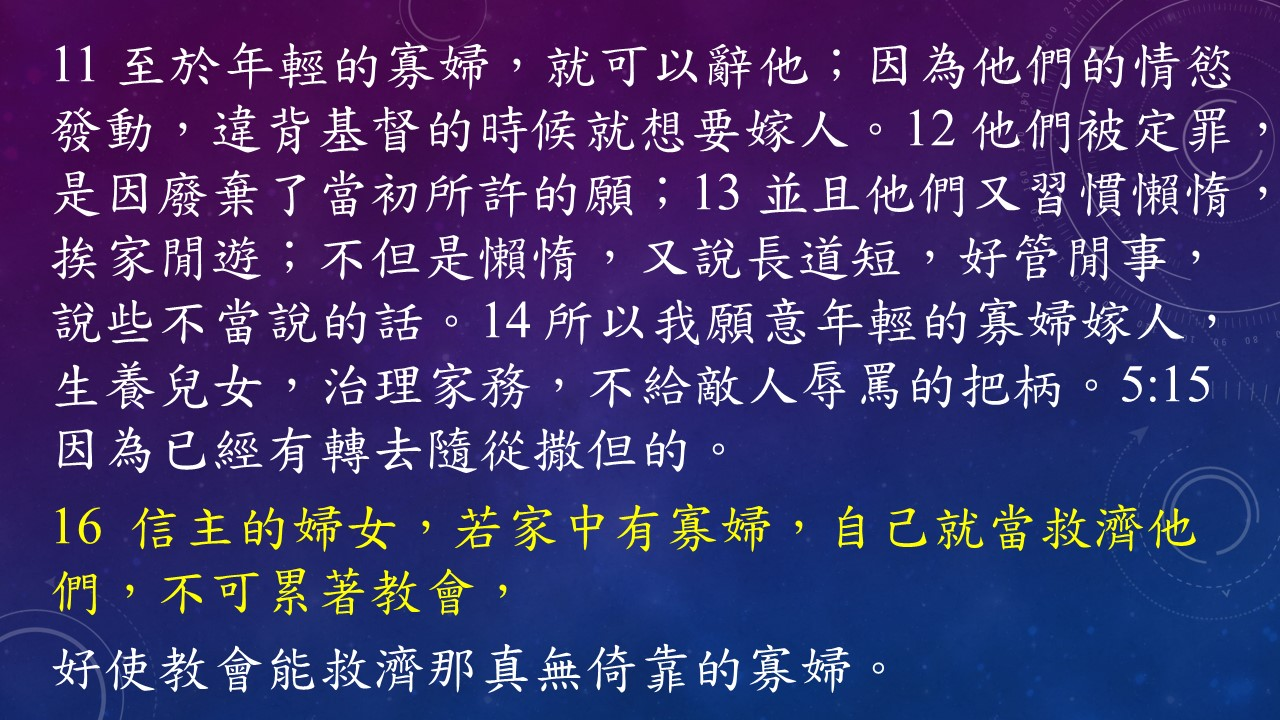 11 至於年輕的寡婦，就可以辭他；因為他們的情慾
發動，違背基督的時候就想要嫁人。12 他們被定罪，
是因廢棄了當初所許的願；13 並且他們又習慣懶惰，
挨家閒遊；不但是懶惰，又說長道短，好管閒事，
說些不當說的話。14 所以我願意年輕的寡婦嫁人，
生養兒女，治理家務，不給敵人辱罵的把柄。5:15
因為已經有轉去隨從撒但的。
16 信主的婦女，若家中有寡婦，自己就當救濟他
們，不可累著教會，
好使教會能救濟那真無倚靠的寡婦。